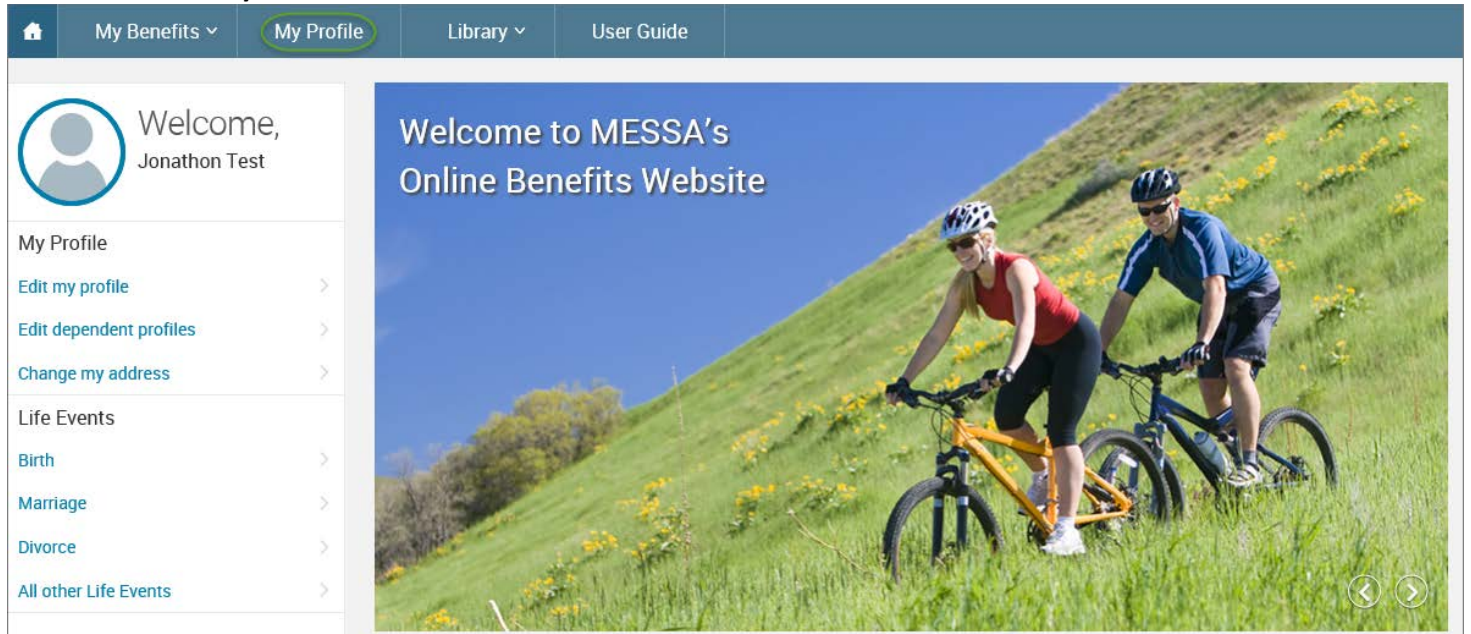 My Benefits
My Profile
Library
User Guide
Welcome,
Jonathon Test
My Profile
Edit my profile
Edit dependent profiles
Change my address
Life Events
Birth
Marriage
Divorce
All other Life Events
Welcome to MESSA's
Online Benefits Website